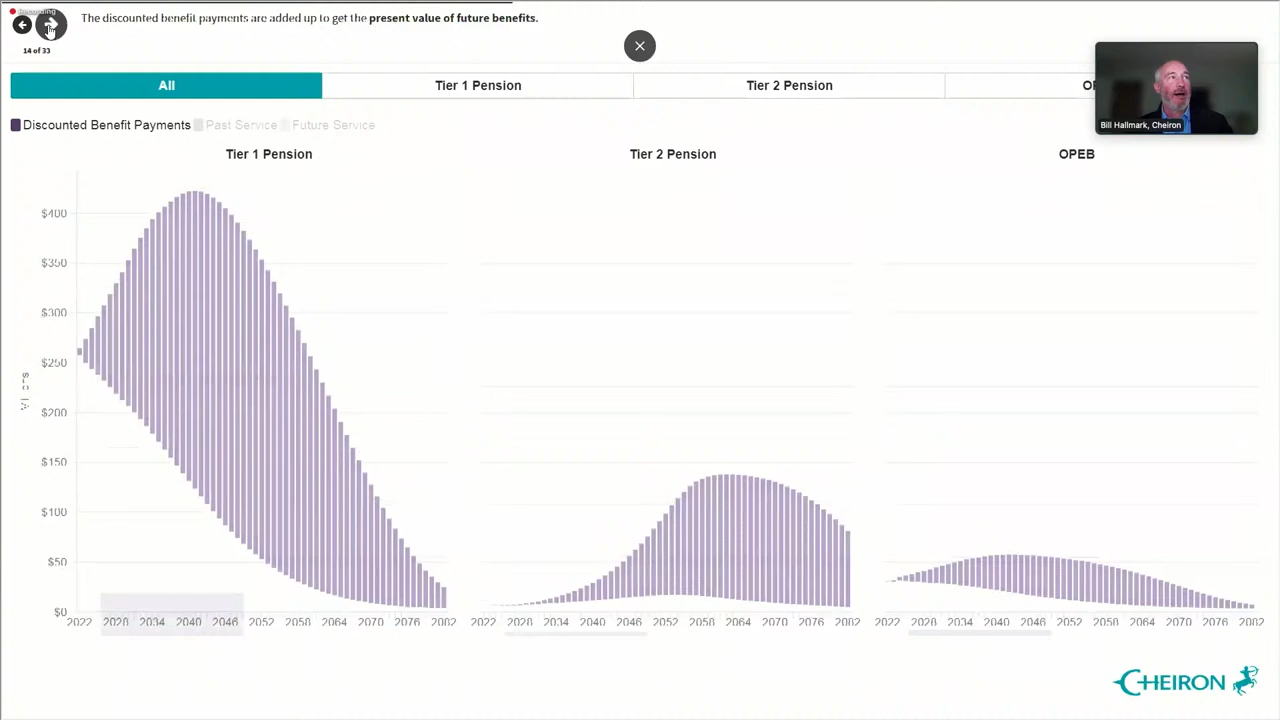 Recording
The discounted benefit payments are added up to get the present value of future benefits.
14 of 33
All
Tier 1 Pension
Tier 2 Pension
Bill Hallmark, Cheiron
Discounted Benefit Payments
Past Service
Future Service
Tier 1 Pension
Tier 2 Pension
OPEB
$400
$350
$300
$250
$200
$150
$100
$50
$0
2022 2028 2034 2040 2046 2052 2058 2064 2070 2076 2082
2022 2028 2034 2040 2046 2052 2058 2064 2070 2076 2082
2022 2028 2034 2040 2046 2052 2058 2064 2070 2076 2082
CHEIRON